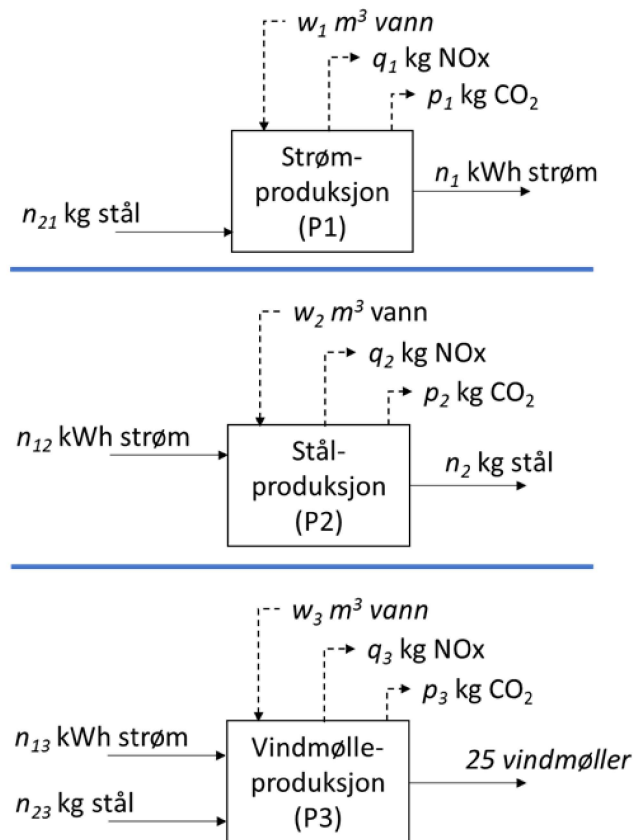 w₁ m³ vann
q₁ kg NOx
p₁ kg CO₂
Strøm-
produksjon
(P1)
n₁ kWh strøm
n₂₁ kg stål
w₂ m³ vann
q₂ kg NOx
p₂ kg CO₂
n₁₂ kWh strøm
Stål-
produksjon
(P2)
n₂ kg stål
w₃ m³ vann
q₃ kg NOx
p₃ kg CO₂
n₁₃ kWh strøm
n₂₃ kg stål
Vindmølle-
produksjon
(P3)
25 vindmøller